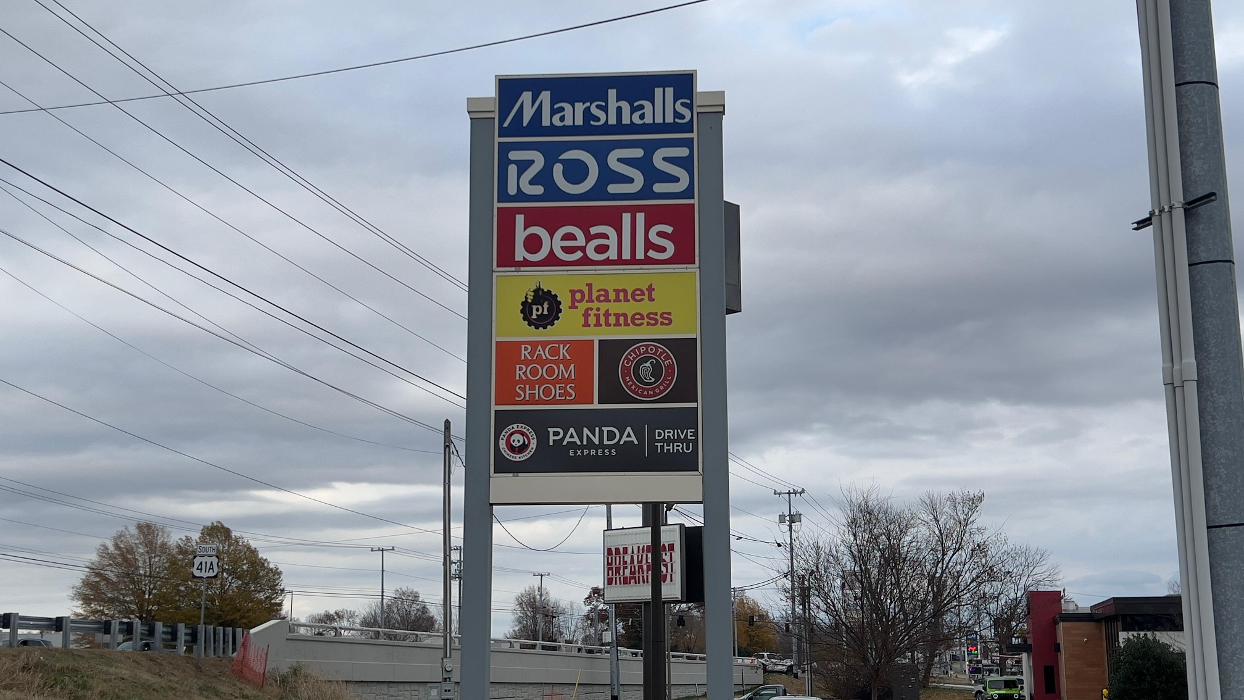 Marshalls
ROSS
bealls
pf planet
fitness
RACK
ROOM
SHOES
CHIPOTLE
MEXICAN GRILL
PANDA EXPRESS
PANDA
EXPRESS
DRIVE
THRU
SOUTH
41A